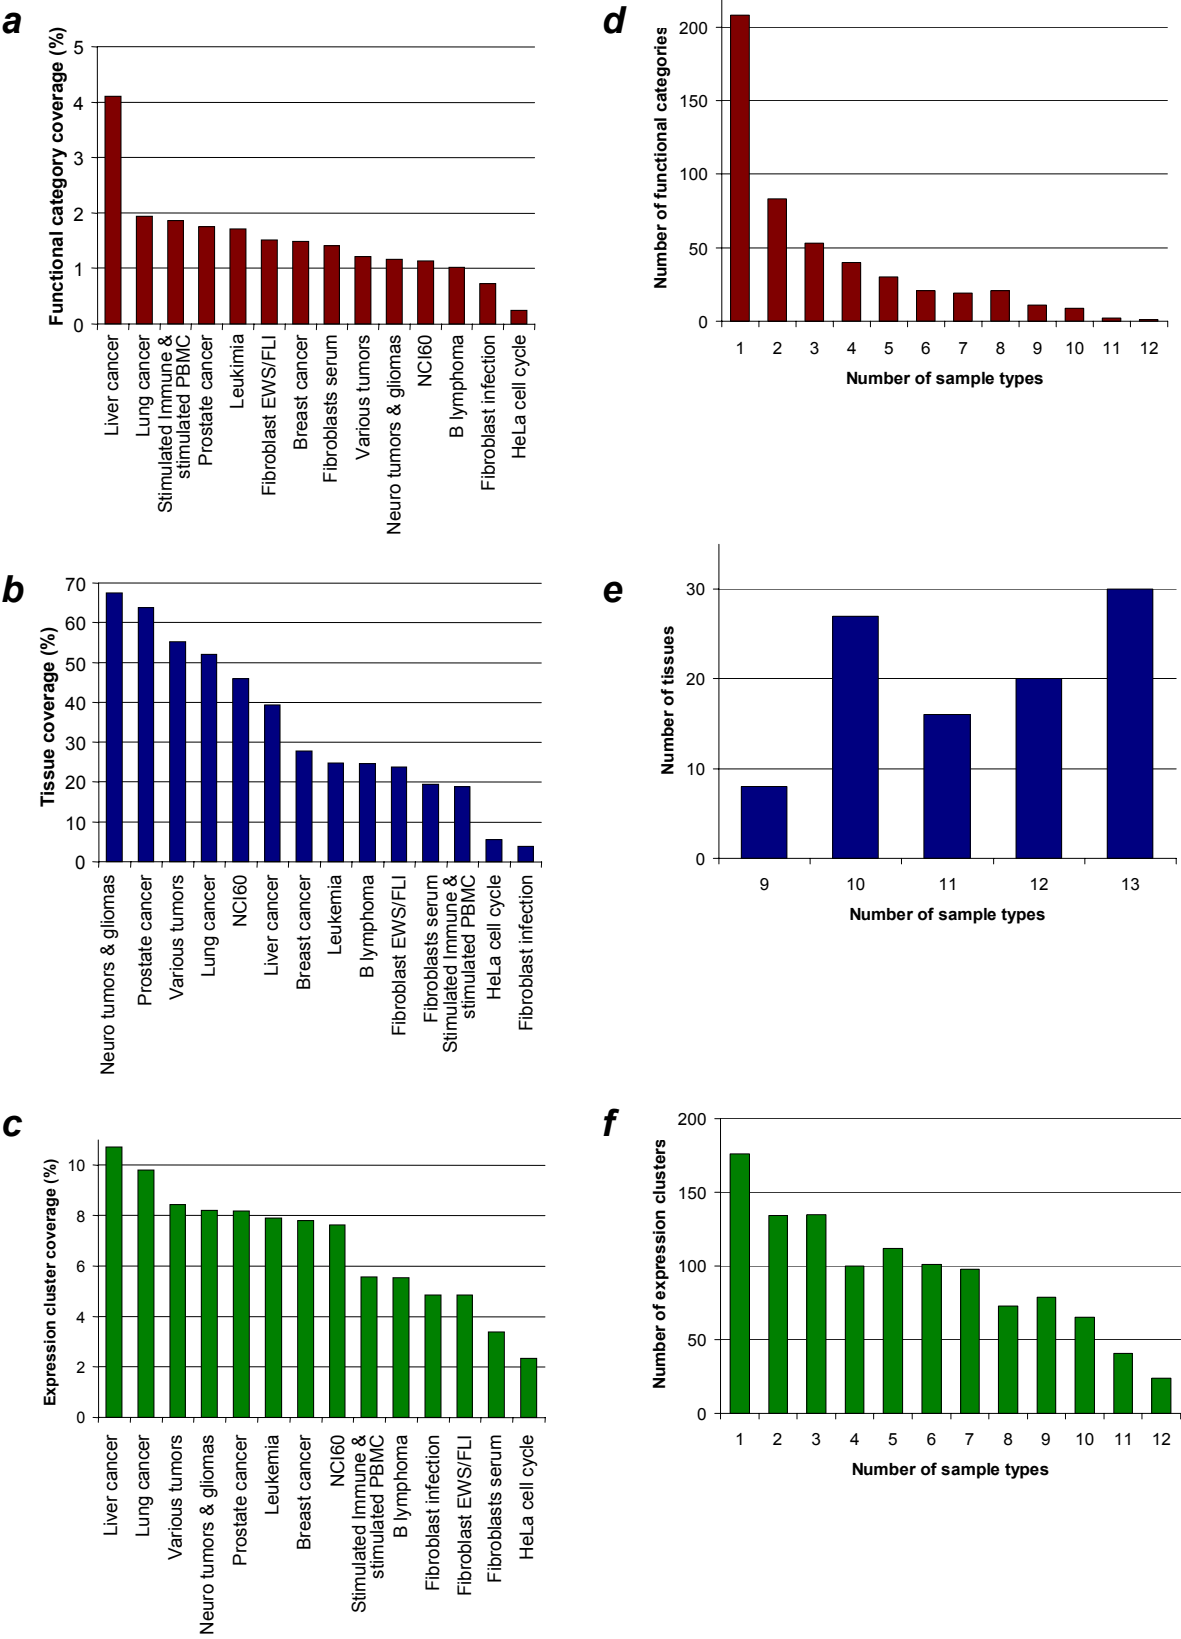 a
Functional category coverage (%)
5
4
3
2
1
0
Liver cancer
Lung cancer
Stimulated Immune &
stimulated PBMC
Prostate cancer
Leukimia
Fibroblast EWS/FLI
Breast cancer
Fibroblasts serum
Various tumors
Neuro tumors & gliomas
NCI60
B lymphoma
Fibroblast infection
HeLa cell cycle
d
Number of functional categories
200
150
100
50
0
1 2 3 4 5 6 7 8 9 10 11 12
Number of sample types
b
Tissue coverage (%)
70
60
50
40
30
20
10
0
Neuro tumors & gliomas
Prostate cancer
Various tumors
Lung cancer
NCI60
Liver cancer
Breast cancer
Leukemia
B lymphoma
Fibroblast EWS/FLI
Fibroblasts serum
Stimulated Immune &
stimulated PBMC
HeLa cell cycle
Fibroblast infection
e
Number of tissues
30
20
10
0
9 10 11 12 13
Number of sample types
c
Expression cluster coverage (%)
10
8
6
4
2
0
Liver cancer
Lung cancer
Various tumors
Neuro tumors & gliomas
Prostate cancer
Leukemia
Breast cancer
NCI60
Stimulated Immune &
stimulated PBMC
B lymphoma
Fibroblast infection
Fibroblast EWS/FLI
Fibroblasts serum
HeLa cell cycle
f
Number of expression clusters
200
150
100
50
0
1 2 3 4 5 6 7 8 9 10 11 12
Number of sample types